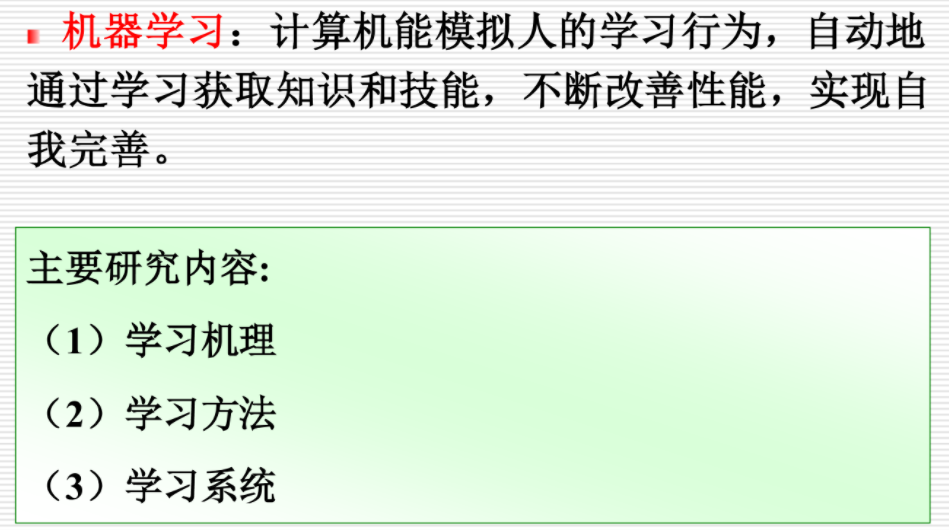 机器学习：计算机能模拟人的学习行为，自动地
通过学习获取知识和技能，不断改善性能，实现自
我完善。
主要研究内容:
（1）学习机理
（2）学习方法
（3）学习系统